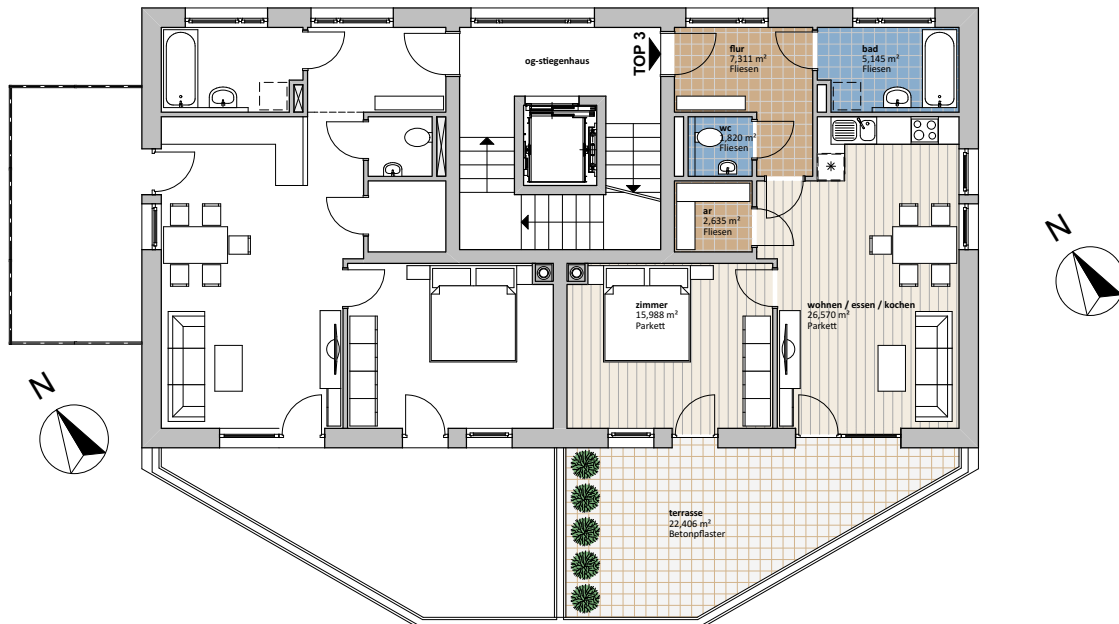 og-stiegenhaus
TOP 3
flur
7,311 m²
Fliesen
bad
5,145 m²
Fliesen
wc
1,820 m²
Fliesen
ar
2,635 m²
Fliesen
N
zimmer
15,988 m²
Parkett
wohnen / essen / kochen
26,570 m²
Parkett
N
terrasse
22,406 m²
Betonpflaster